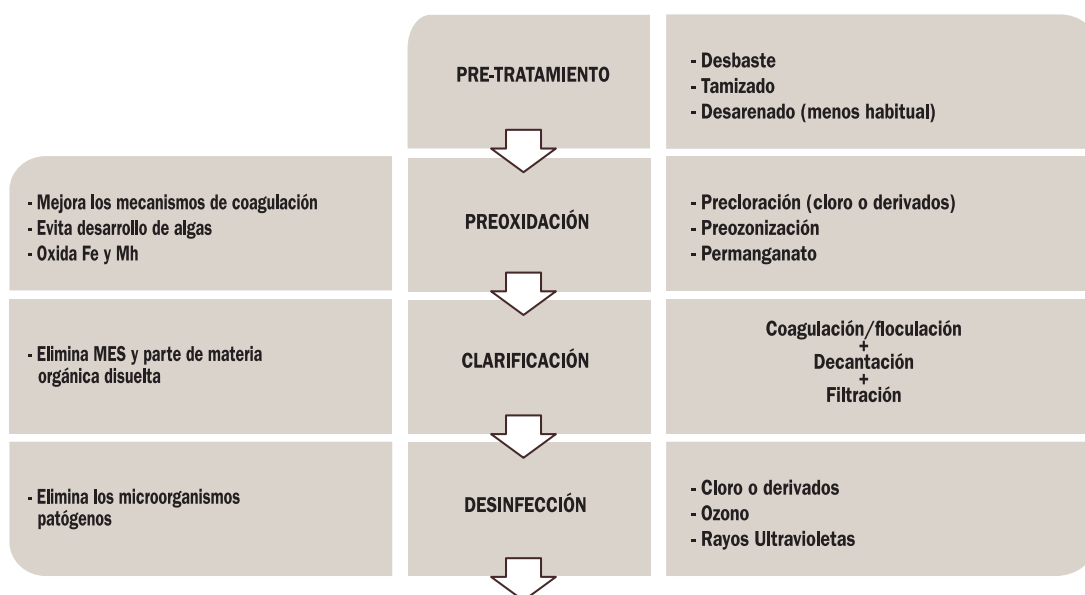 PRE-TRATAMIENTO
- Desbaste
- Tamizado
- Desarenado (menos habitual)
- Mejora los mecanismos de coagulación
- Evita desarrollo de algas
- Oxida Fe y Mh
PREOXIDACIÓN
- Precloración (cloro o derivados)
- Preozonización
- Permanganato
- Elimina MES y parte de materia
orgánica disuelta
CLARIFICACIÓN
Coagulación/floculación
+
Decantación
+
Filtración
- Elimina los microorganismos
patógenos
DESINFECCIÓN
- Cloro o derivados
- Ozono
- Rayos Ultravioletas